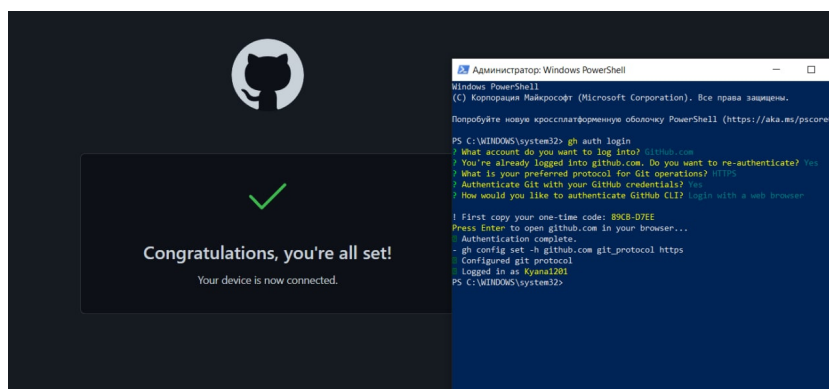 Congratulations, you're all set!
Your device is now connected.
Администратор: Windows PowerShell
Windows PowerShell
(C) Корпорация Майкрософт (Microsoft Corporation). Все права защищены.
Попробуйте новую кроссплатформенную оболочку PowerShell (https://aka.ms/pscore
PS C:\WINDOWS\system32> gh auth login
? What account do you want to log into? GitHub.com
? You're already logged into github.com. Do you want to re-authenticate? Yes
? What is your preferred protocol for Git operations? HTTPS
? Authenticate Git with your GitHub credentials? Yes
? How would you like to authenticate GitHub CLI? Login with a web browser
! First copy your one-time code: 89CB-D7EE
Press Enter to open github.com in your browser...
Authentication complete.
- gh config set -h github.com git_protocol https
Configured git protocol
Logged in as Kyana1201
PS C:\WINDOWS\system32>